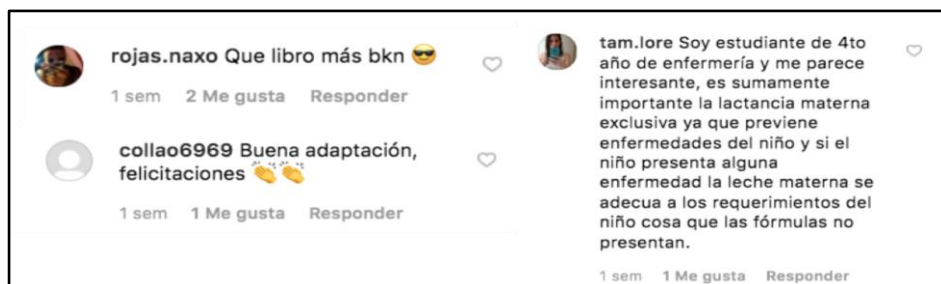 rojas.naxo Que libro más bkn 😎
1 sem 2 Me gusta Responder
collao6969 Buena adaptación,
felicitaciones 👏👏
1 sem 1 Me gusta Responder
tam.lore Soy estudiante de 4to
año de enfermería y me parece
interesante, es sumamente
importante la lactancia materna
exclusiva ya que previene
enfermedades del niño y si el
niño presenta alguna
enfermedad la leche materna se
adecua a los requerimientos del
niño cosa que las fórmulas no
presentan.
1 sem 1 Me gusta Responder